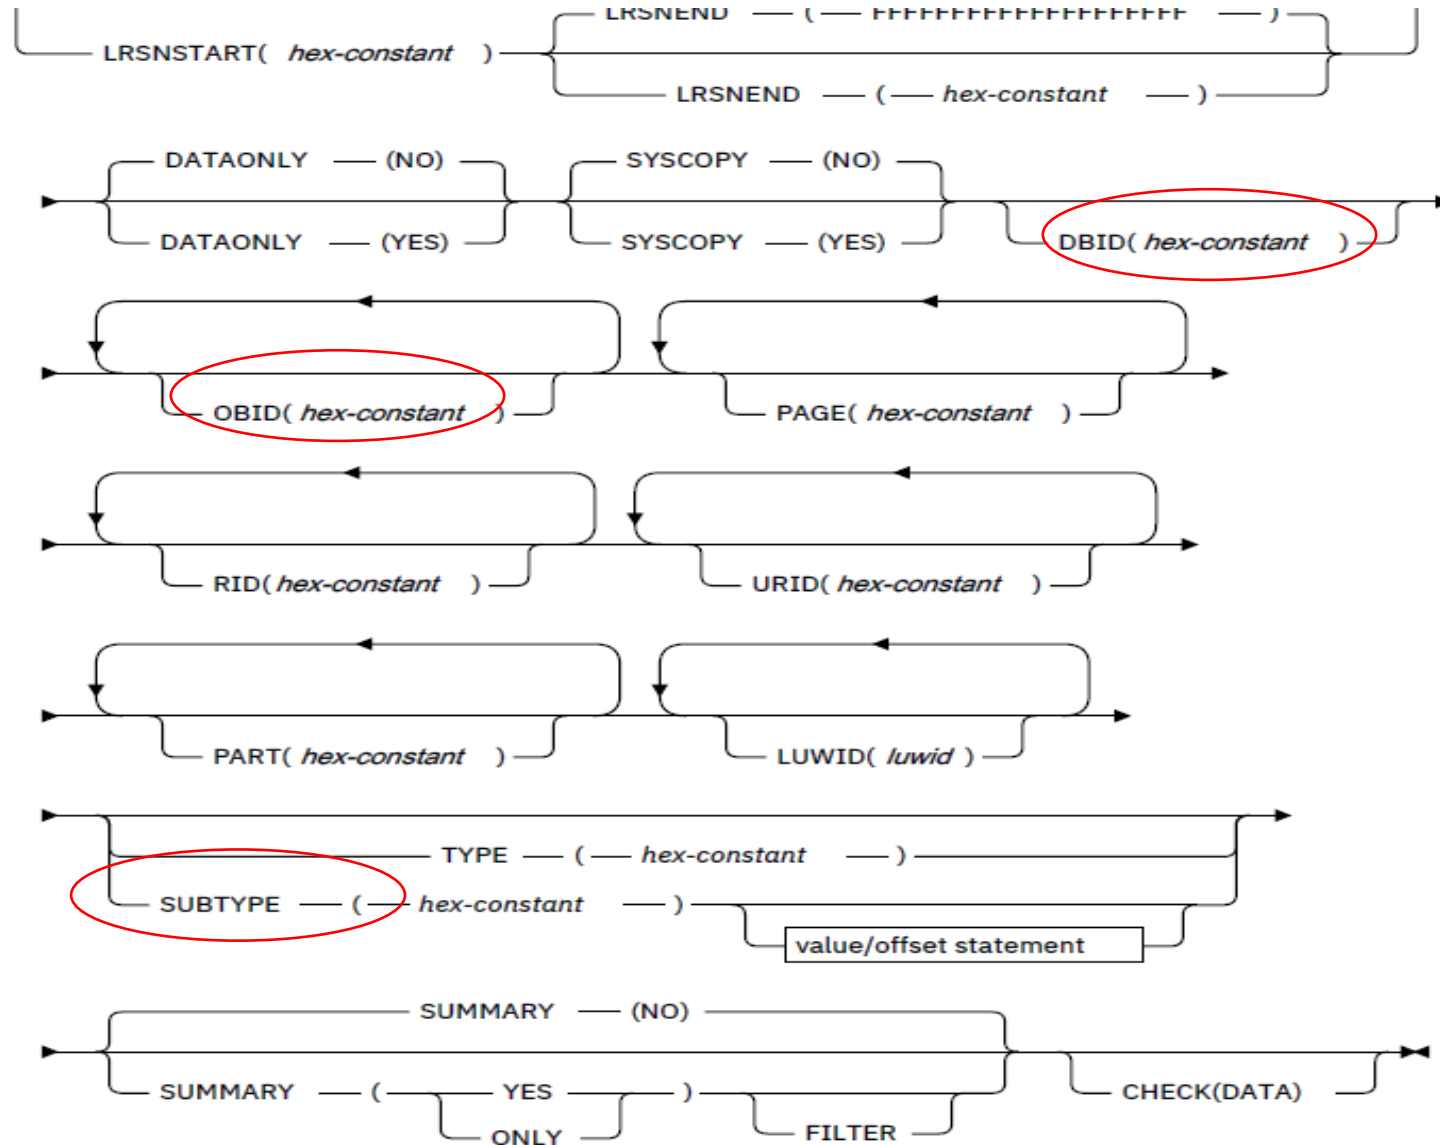 LRSNEND ( FFFFFFFFFFFFFFFFFFFF )
LRSNSTART( hex-constant )
LRSNEND ( hex-constant )
DATAONLY (NO) SYSCOPY (NO)
DATAONLY (YES) SYSCOPY (YES) DBID( hex-constant )
OBID( hex-constant ) PAGE( hex-constant )
RID( hex-constant ) URID( hex-constant )
PART( hex-constant ) LUWID( luwid )
TYPE ( hex-constant )
SUBTYPE ( hex-constant )
value/offset statement
SUMMARY (NO)
SUMMARY ( YES ) CHECK(DATA)
ONLY FILTER